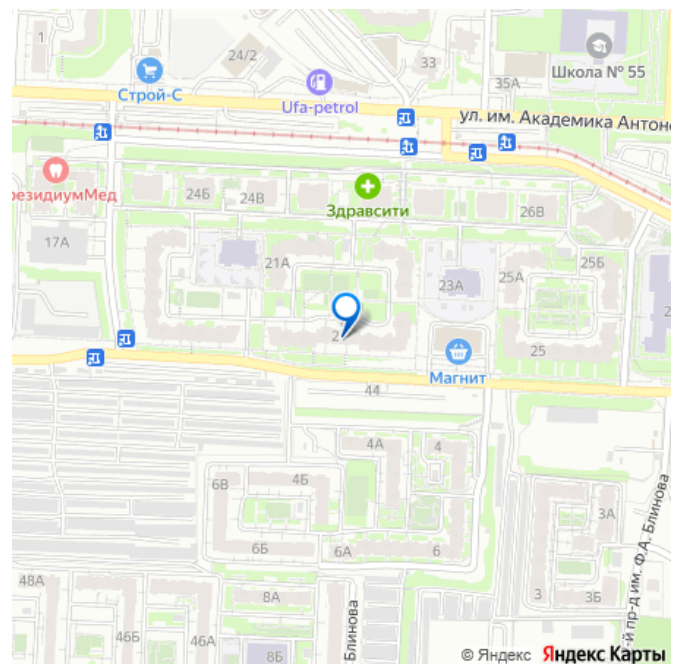 1
24/2
33
Школа № 55
Строй-С
Ufa-petrol
35А
ул. им. Академика Антоно
резидиумМед
24Б
24В
Здравсити
26В
17А
21А
23А
25А
25Б
2
25
Магнит
44
4А
4
6В
4Б
6Б
6А
6
3А
3
3Б
-й пр-д им. Ф.А. Блинова
48А
8А
46Б
46А
8Б
Блинова
© Яндекс Яндекс Карты